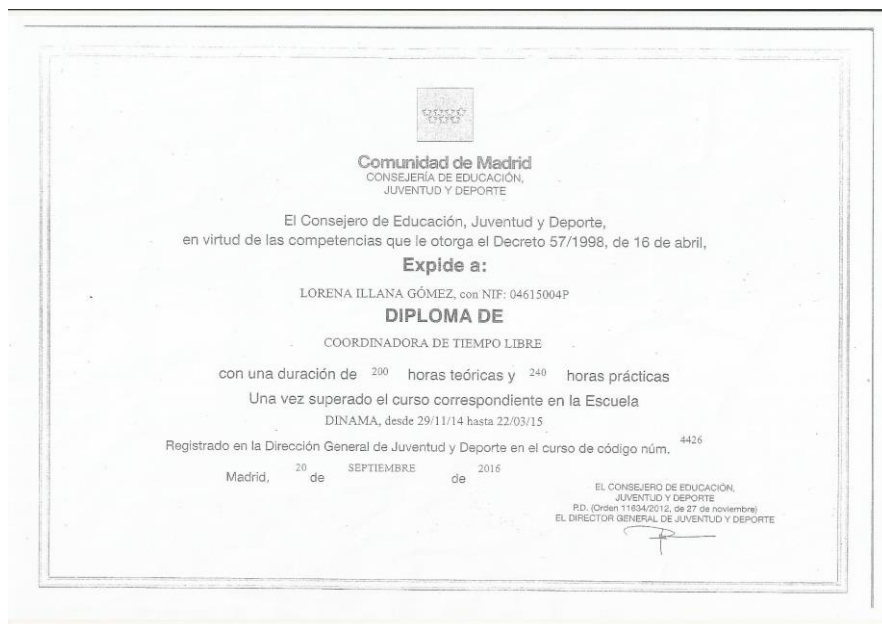 Comunidad de Madrid
CONSEJERÍA DE EDUCACIÓN,
JUVENTUD Y DEPORTE
El Consejero de Educación, Juventud y Deporte,
en virtud de las competencias que le otorga el Decreto 57/1998, de 16 de abril,
Expide a:
LORENA ILLANA GÓMEZ, con NIF: 04615004P
DIPLOMA DE
COORDINADORA DE TIEMPO LIBRE
con una duración de 200 horas teóricas y 240 horas prácticas
Una vez superado el curso correspondiente en la Escuela
DINAMA, desde 29/11/14 hasta 22/03/15
Registrado en la Dirección General de Juventud y Deporte en el curso de código núm. 4426
Madrid, 20 de SEPTIEMBRE de 2016
EL CONSEJERO DE EDUCACIÓN,
JUVENTUD Y DEPORTE
P.D. (Orden 11634/2012, de 27 de noviembre)
EL DIRECTOR GENERAL DE JUVENTUD Y DEPORTE